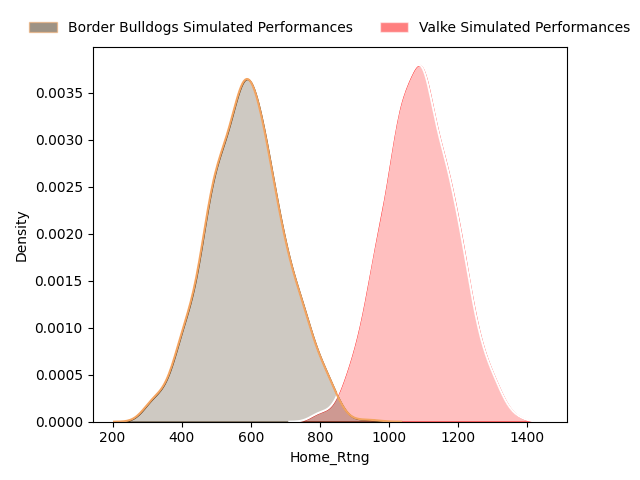 Border Bulldogs Simulated Performances
Valke Simulated Performances
Density
0.0035
0.0030
0.0025
0.0020
0.0015
0.0010
0.0005
0.0000
200 400 600 800 1000 1200 1400
Home_Rtng